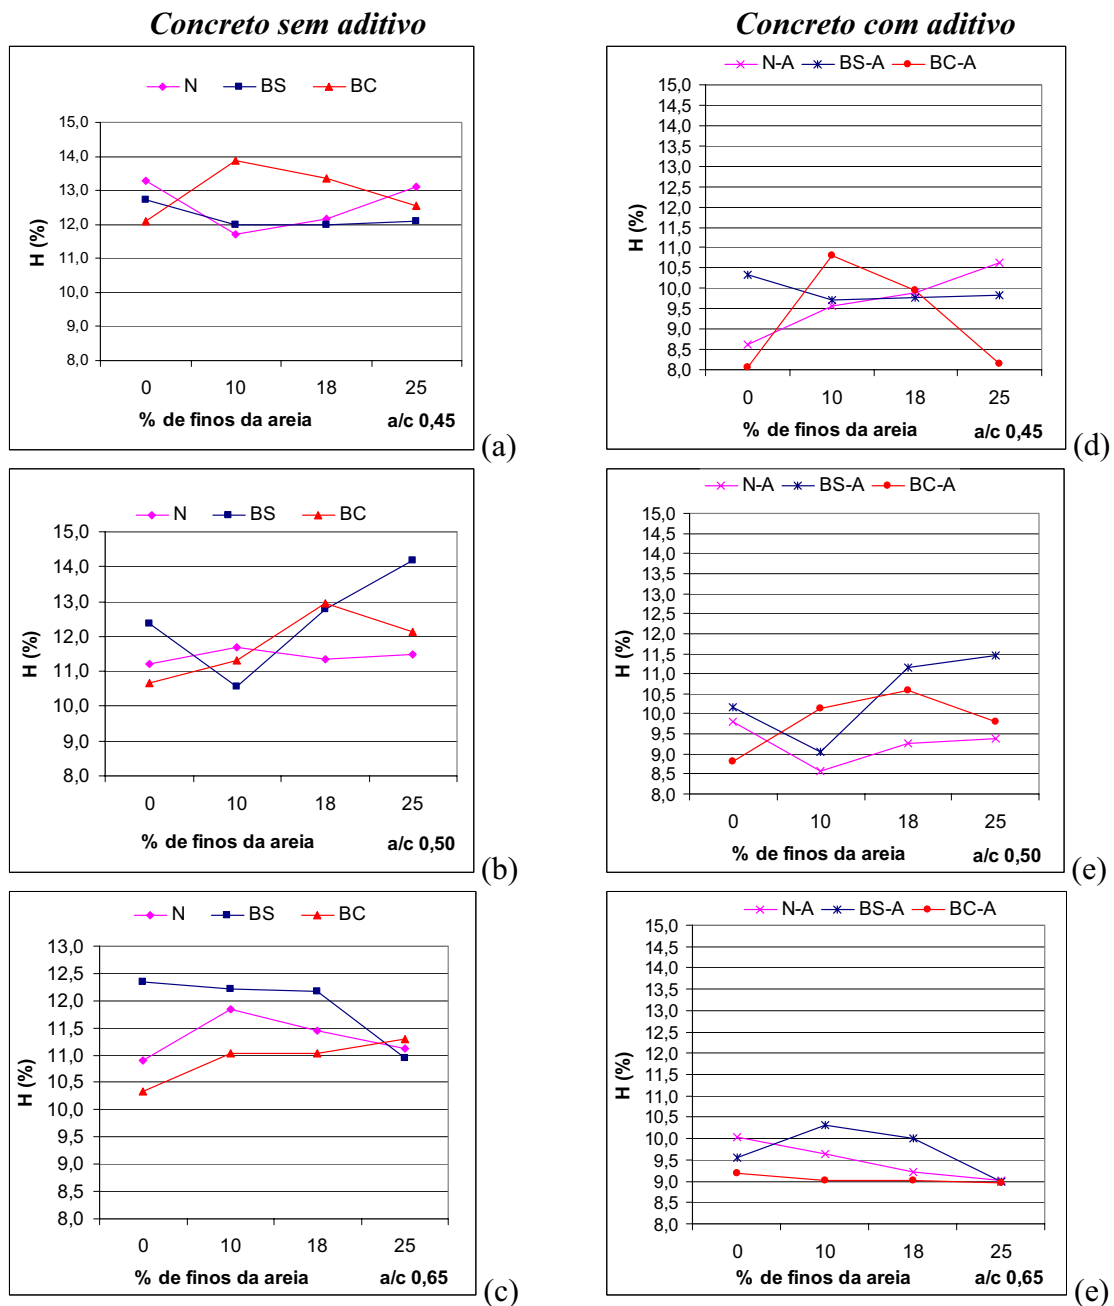 Concreto sem aditivo
Concreto com aditivo
N BS BC
15,0
14,0
13,0
12,0
11,0
10,0
9,0
8,0
H (%)
0 10 18 25
% de finos da areia a/c 0,45
(a)
N-A BS-A BC-A
15,0
14,5
14,0
13,5
13,0
12,5
12,0
11,5
11,0
10,5
10,0
9,5
9,0
8,5
8,0
H (%)
0 10 18 25
% de finos da areia a/c 0,45
(d)
N BS BC
15,0
14,0
13,0
12,0
11,0
10,0
9,0
8,0
H (%)
0 10 18 25
% de finos da areia a/c 0,50
(b)
N-A BS-A BC-A
15,0
14,5
14,0
13,5
13,0
12,5
12,0
11,5
11,0
10,5
10,0
9,5
9,0
8,5
8,0
H (%)
0 10 18 25
% de finos da areia a/c 0,50
(e)
N BS BC
13,0
12,5
12,0
11,5
11,0
10,5
10,0
9,5
9,0
8,5
8,0
H (%)
0 10 18 25
% de finos da areia a/c 0,65
(c)
N-A BS-A BC-A
15,0
14,5
14,0
13,5
13,0
12,5
12,0
11,5
11,0
10,5
10,0
9,5
9,0
8,5
8,0
H (%)
0 10 18 25
% de finos da areia a/c 0,65
(e)